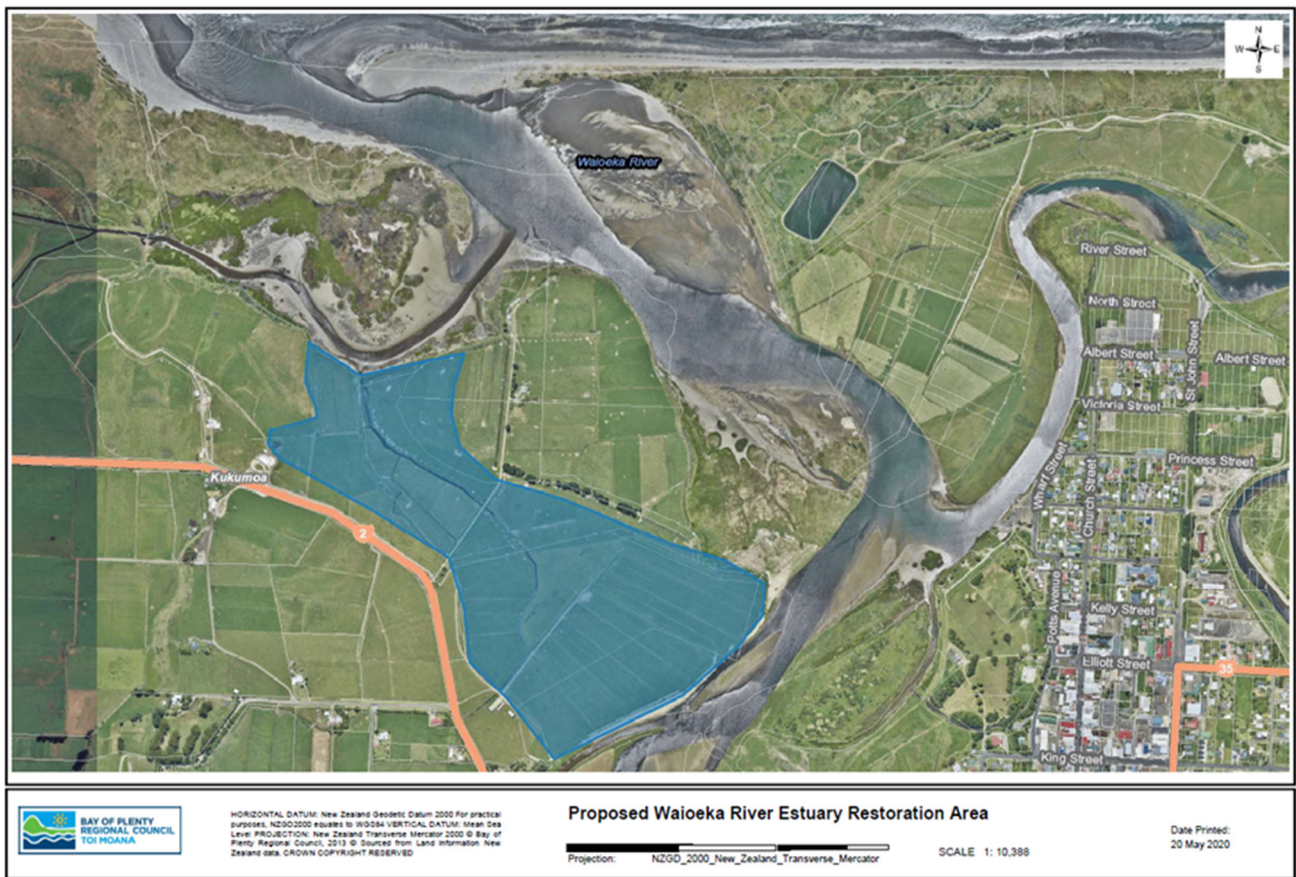 N
W E
S
Waioeka River
River Street
North Street
St John Street
Albert Street
Albert Street
Victoria Street
Princess Street
Wharf Street
Church Street
Kukumoa
2
Potts Avenue
Kelly Street
Elliott Street
35
King Street
BAY OF PLENTY
REGIONAL COUNCIL
TOI MOANA
HORIZONTAL DATUM: New Zealand Geodetic Datum 2000 For practical
purposes, NZGD2000 equates to WGS84 VERTICAL DATUM: Mean Sea
Level PROJECTION: New Zealand Transverse Mercator 2000 © Bay of
Plenty Regional Council, 2013 © Sourced from Land Information New
Zealand data. CROWN COPYRIGHT RESERVED
Proposed Waioeka River Estuary Restoration Area
Projection: NZGD_2000_New_Zealand_Transverse_Mercator
SCALE 1: 10,388
Date Printed:
20 May 2020